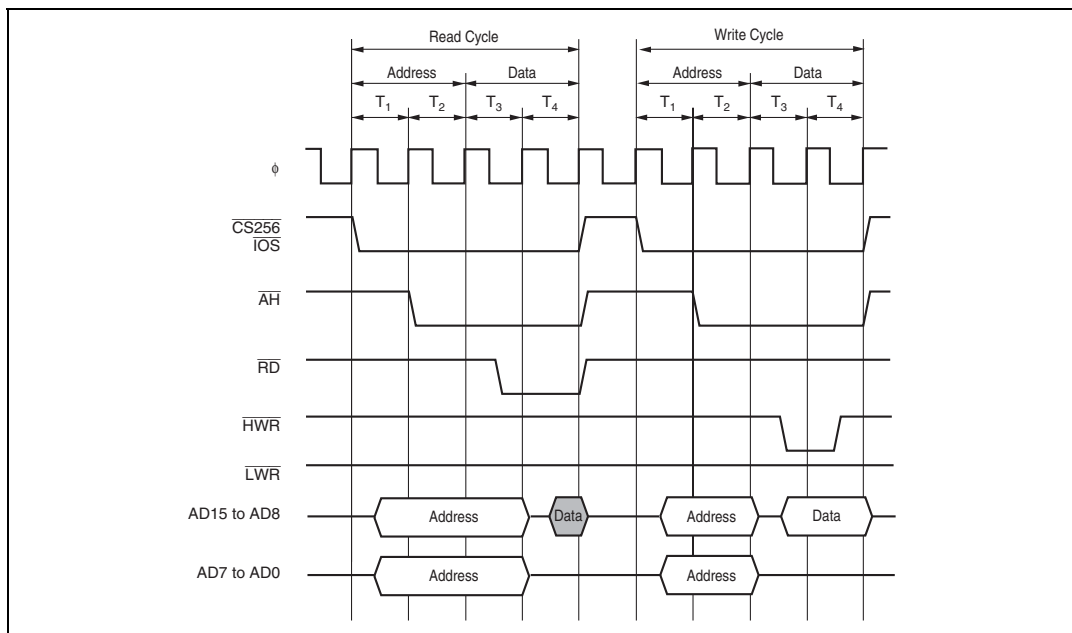 Read Cycle Write Cycle
Address Data Address Data
T1 T2 T3 T4 T1 T2 T3 T4
ϕ
CS256
IOS
AH
RD
HWR
LWR
AD15 to AD8 Address Data Address Data
AD7 to AD0 Address Address